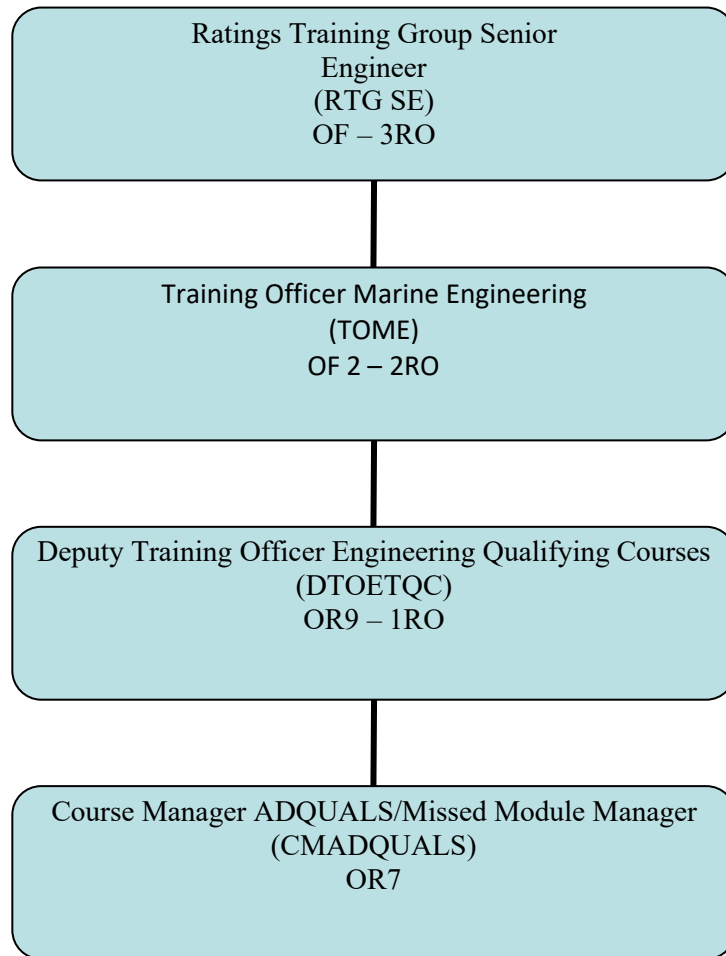 Ratings Training Group Senior
Engineer
(RTG SE)
OF – 3RO
Training Officer Marine Engineering
(TOME)
OF 2 – 2RO
Deputy Training Officer Engineering Qualifying Courses
(DTOETQC)
OR9 – 1RO
Course Manager ADQUALS/Missed Module Manager
(CMADQUALS)
OR7